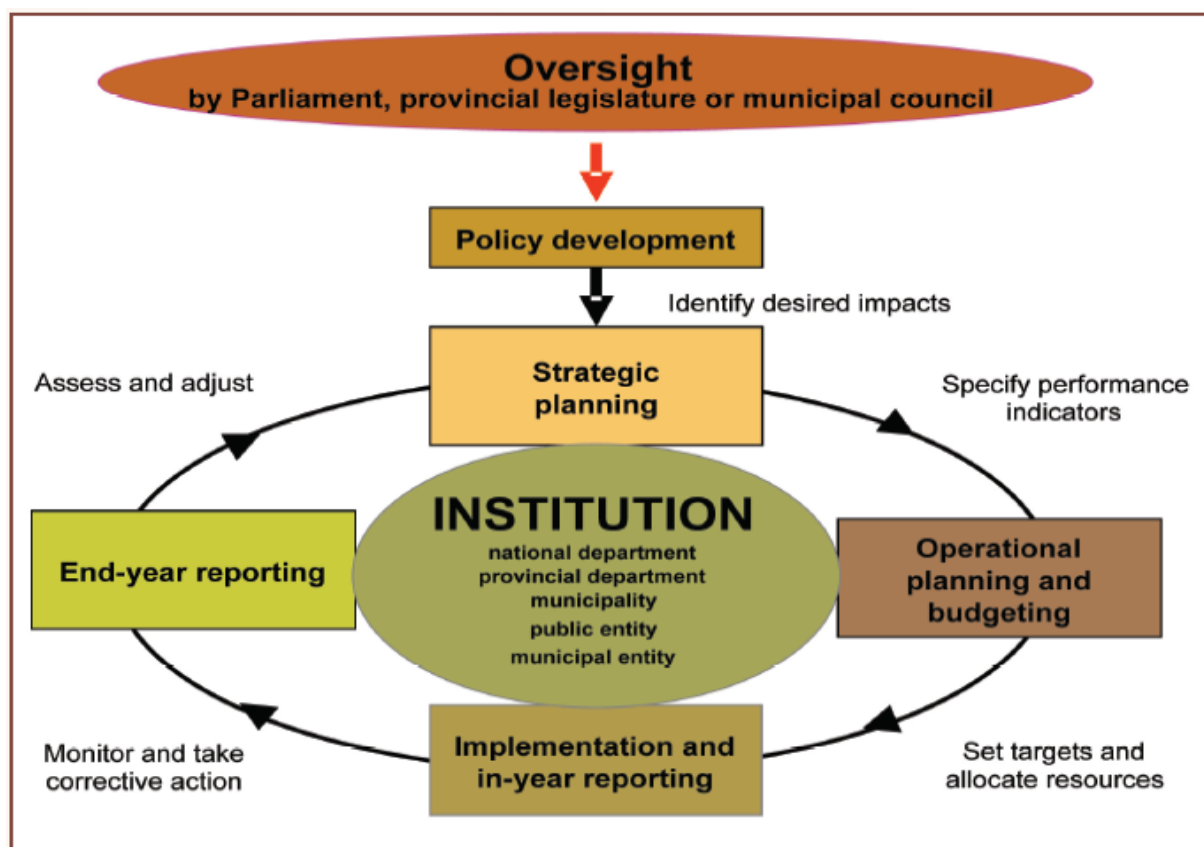 Oversight
by Parliament, provincial legislature or municipal council
Policy development
Identify desired impacts
Strategic
planning
Assess and adjust
Specify performance
indicators
INSTITUTION
national department
provincial department
municipality
public entity
municipal entity
End-year reporting
Operational
planning and
budgeting
Implementation and
in-year reporting
Monitor and take
corrective action
Set targets and
allocate resources